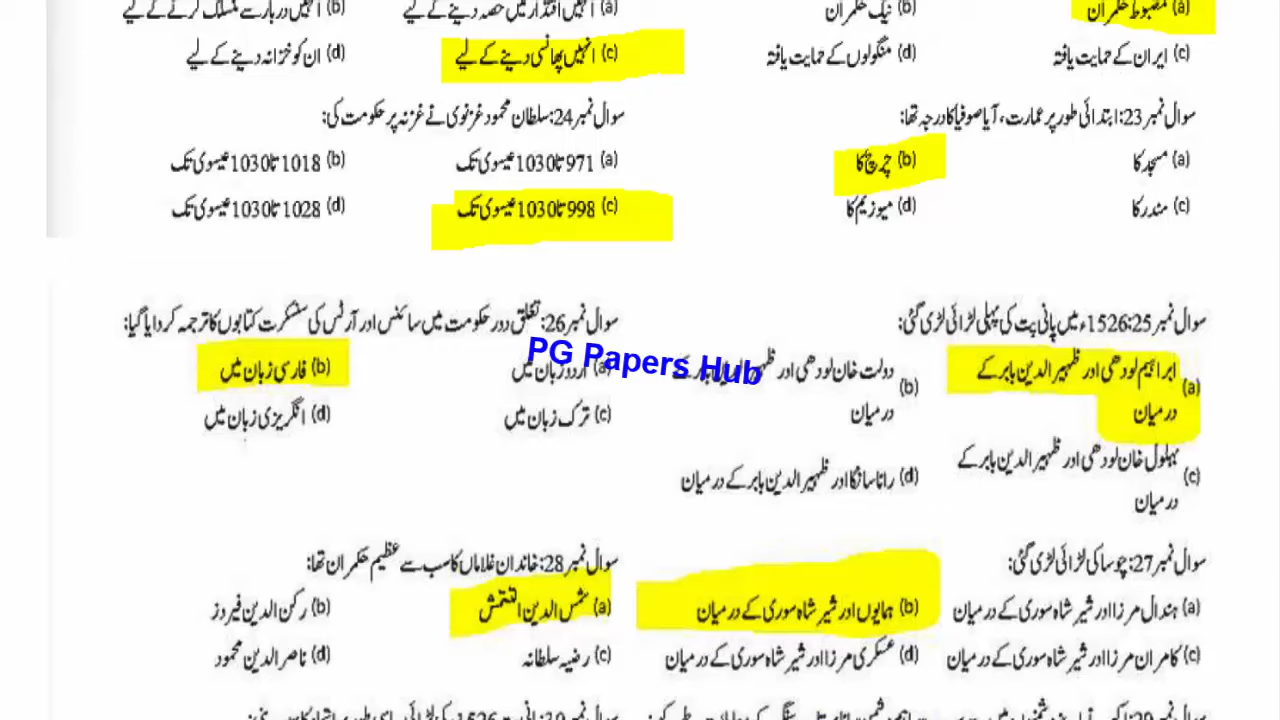 (a) مضبوط حکمران
(b) نیک حکمران
(c) ایران کے حمایت یافتہ
(d) منگولوں کے حمایت یافتہ
(a) انہیں اقتدار میں حصہ دینے کے لیے
(b) انہیں دربار سے منسلک کرنے کے لیے
(c) انہیں پھانسی دینے کے لیے
(d) ان کو خزانہ دینے کے لیے
سوال نمبر 23: ابتدائی طور پر عمارت، آیا صوفیا کا درجہ تھا:
(a) مسجد کا
(b) چرچ کا
(c) مندر کا
(d) میوزیم کا
سوال نمبر 24: سلطان محمود غزنوی نے غزنہ پر حکومت کی:
(a) 971 تا 1030 عیسوی تک
(b) 1018 تا 1030 عیسوی تک
(c) 998 تا 1030 عیسوی تک
(d) 1028 تا 1030 عیسوی تک
سوال نمبر 25: 1526ء میں پانی پت کی پہلی لڑائی لڑی گئی:
(a) ابراہیم لودھی اور ظہیر الدین بابر کے
درمیان
(b) دولت خان لودھی اور ظہیر الدین بابر کے
درمیان
(c) بہلول خان لودھی اور ظہیر الدین بابر کے
درمیان
(d) رانا سانگا اور ظہیر الدین بابر کے درمیان
سوال نمبر 26: تغلق دور حکومت میں سائنس اور آرٹس کی سنسکرت کتابوں کا ترجمہ کروایا گیا:
(a) اردو زبان میں
(b) فارسی زبان میں
(c) ترک زبان میں
(d) انگریزی زبان میں
PG Papers Hub
سوال نمبر 27: چوسا کی لڑائی لڑی گئی:
(a) ہندال مرزا اور شیر شاہ سوری کے درمیان
(b) ہمایوں اور شیر شاہ سوری کے درمیان
(c) کامران مرزا اور شیر شاہ سوری کے درمیان
(d) عسکری مرزا اور شیر شاہ سوری کے درمیان
سوال نمبر 28: خاندان غلاماں کا سب سے عظیم حکمران تھا:
(a) شمس الدین التتمش
(b) رکن الدین فیروز
(c) رضیہ سلطانہ
(d) ناصر الدین محمود